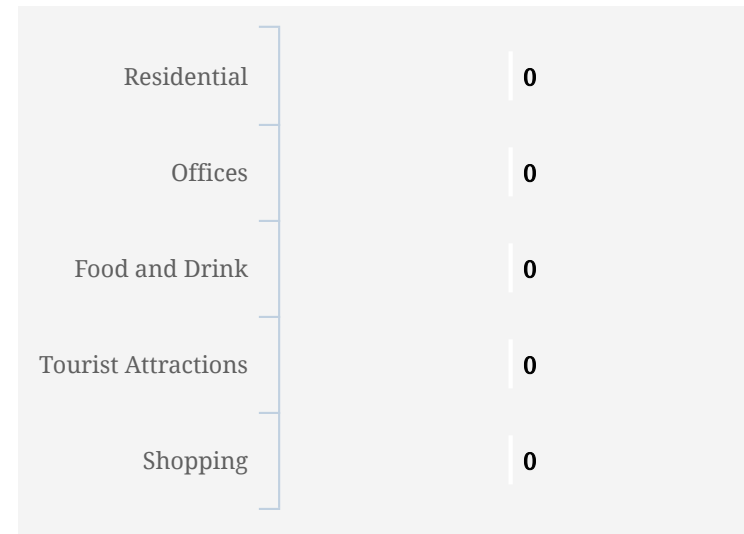 Residential 0
Offices 0
Food and Drink 0
Tourist Attractions 0
Shopping 0